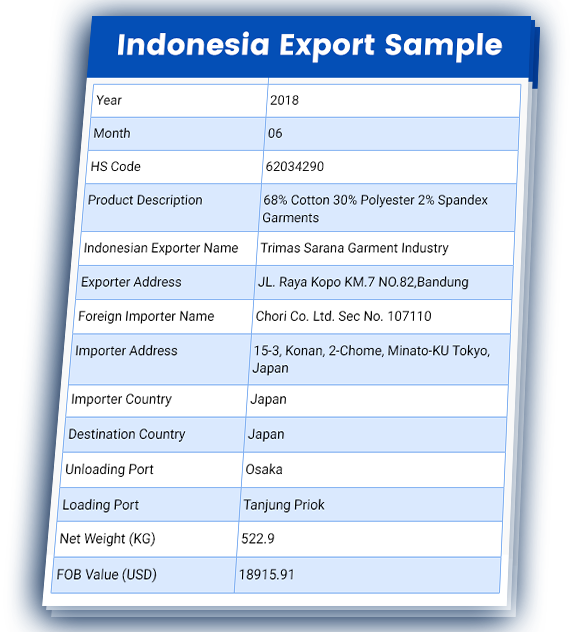 Indonesia Export Sample
Year 2018
Month 06
HS Code 62034290
Product Description 68% Cotton 30% Polyester 2% Spandex
Garments
Indonesian Exporter Name Trimas Sarana Garment Industry
Exporter Address JL. Raya Kopo KM.7 NO.82,Bandung
Foreign Importer Name Chori Co. Ltd. Sec No. 107110
Importer Address 15-3, Konan, 2-Chome, Minato-KU Tokyo,
Japan
Importer Country Japan
Destination Country Japan
Unloading Port Osaka
Loading Port Tanjung Priok
Net Weight (KG) 522.9
FOB Value (USD) 18915.91